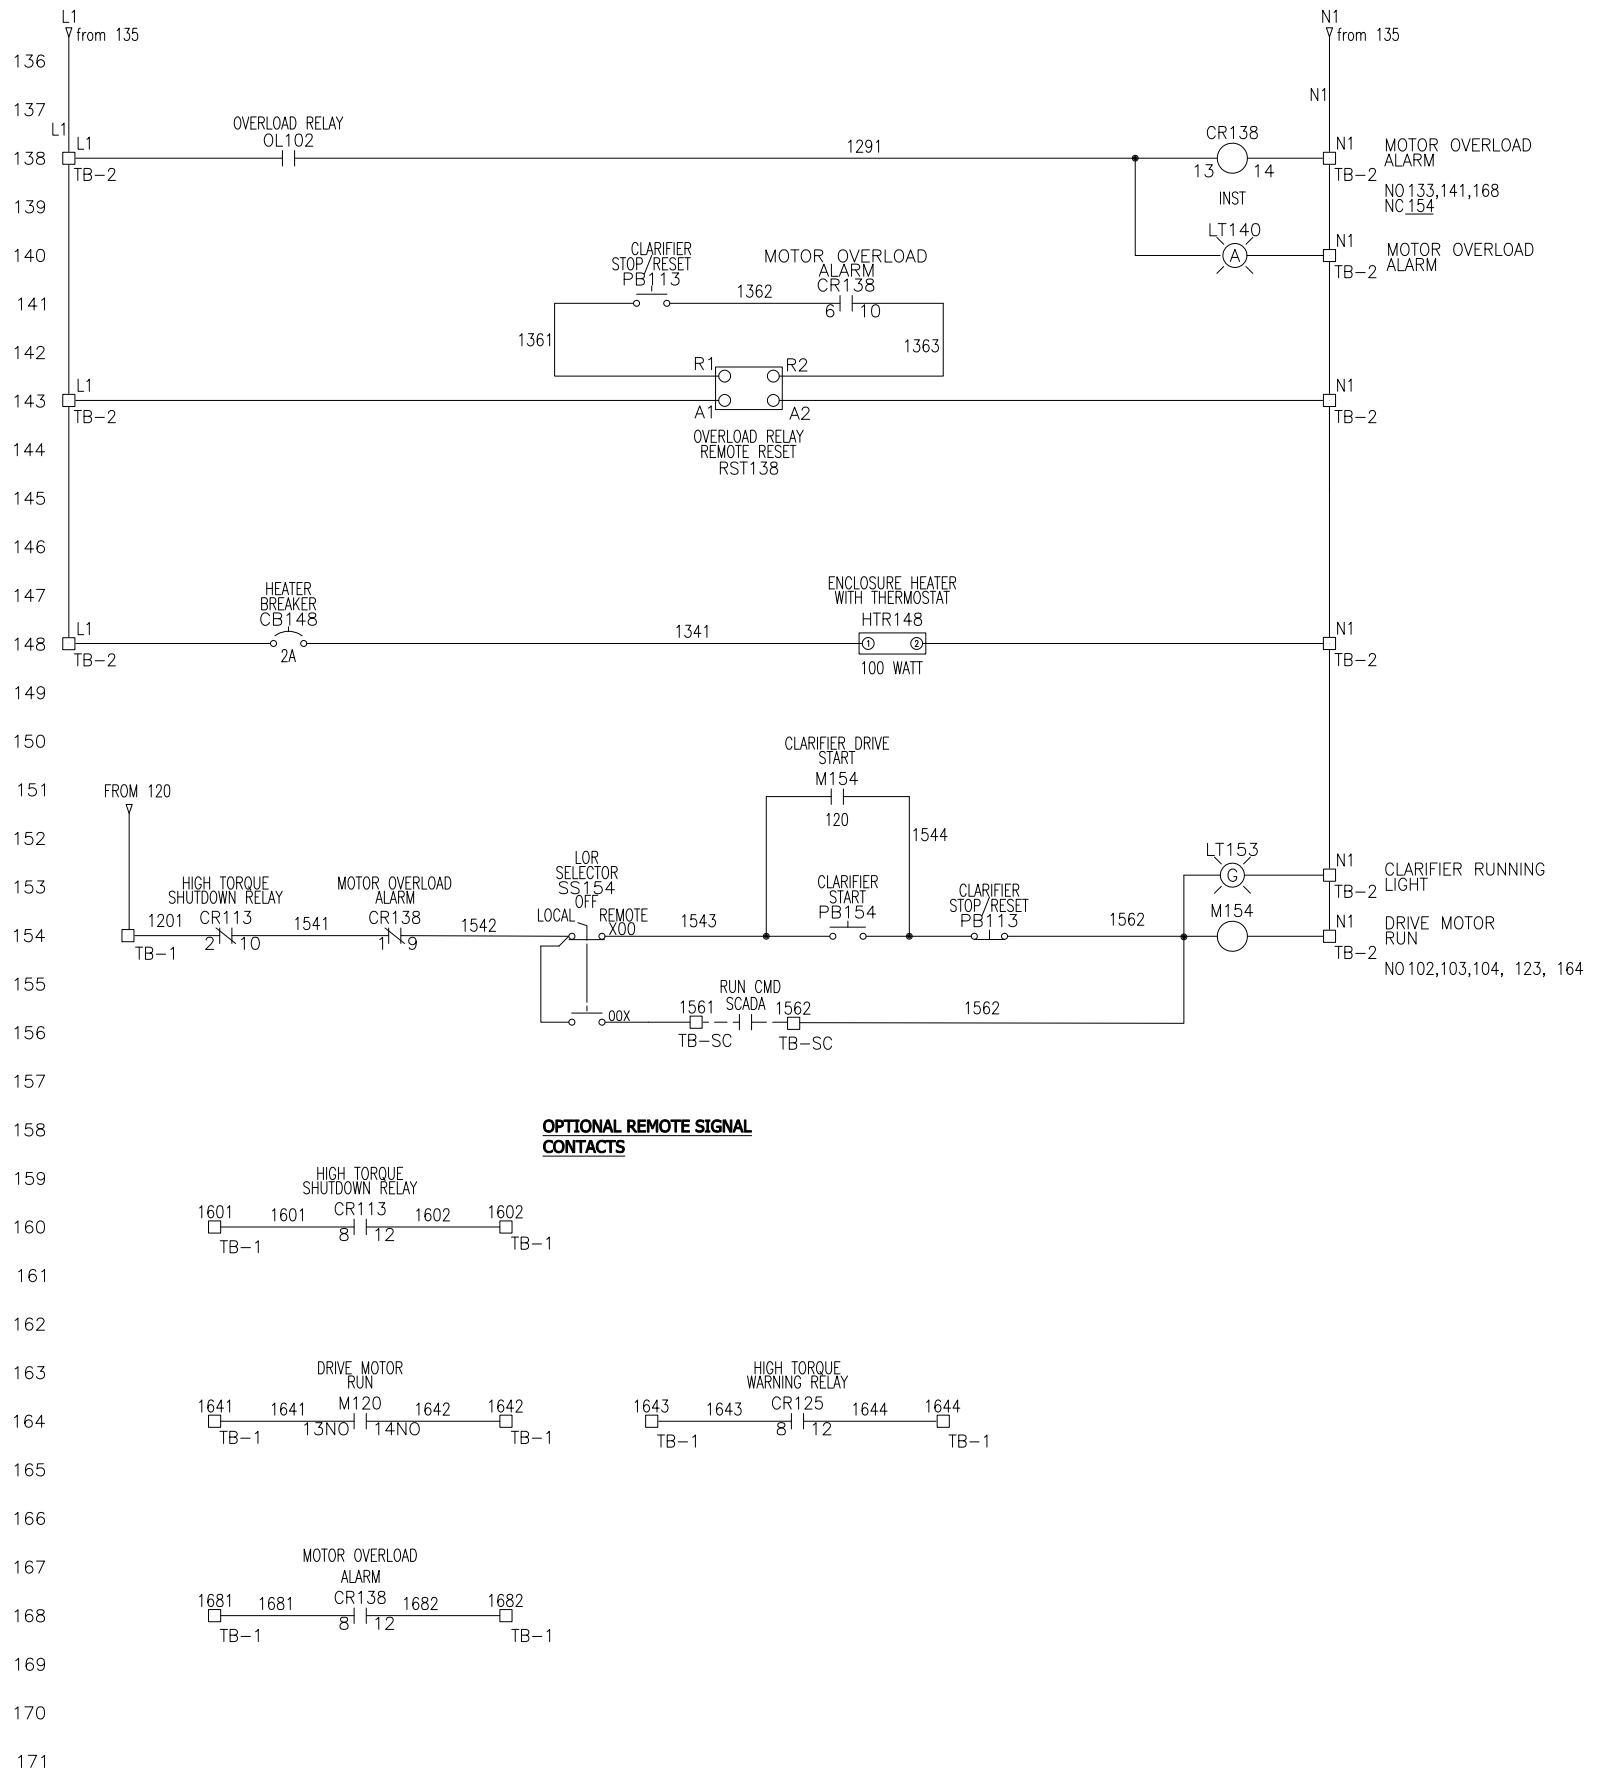 L1
from 135
N1
from 135
136
137
N1
L1
138
L1
TB-2
OVERLOAD RELAY
OL102
1291
CR138
13
14
INST
N1
TB-2
MOTOR OVERLOAD
ALARM
NO 133,141,168
NC 154
139
140
LT140
A
N1
TB-2
MOTOR OVERLOAD
ALARM
CLARIFIER
STOP/RESET
PB113
MOTOR OVERLOAD
ALARM
CR138
141
1362
6
10
142
1361
1363
R1
R2
143
L1
TB-2
A1
A2
N1
TB-2
OVERLOAD RELAY
REMOTE RESET
RST138
144
145
146
147
HEATER
BREAKER
CB148
2A
ENCLOSURE HEATER
WITH THERMOSTAT
HTR148
1
2
100 WATT
148
L1
TB-2
1341
N1
TB-2
149
150
CLARIFIER DRIVE
START
M154
120
151
FROM 120
152
1544
153
LT153
G
N1
TB-2
CLARIFIER RUNNING
LIGHT
HIGH TORQUE
SHUTDOWN RELAY
CR113
MOTOR OVERLOAD
ALARM
CR138
LOR
SELECTOR
SS154
OFF
LOCAL
REMOTE
X00
CLARIFIER
START
PB154
CLARIFIER
STOP/RESET
PB113
154
1201
TB-1
2
10
1541
1
9
1542
1543
1562
M154
N1
TB-2
DRIVE MOTOR
RUN
NO 102,103,104, 123, 164
155
RUN CMD
SCADA
00X
1561
TB-SC
1562
TB-SC
1562
156
157
158
OPTIONAL REMOTE SIGNAL
CONTACTS
159
HIGH TORQUE
SHUTDOWN RELAY
CR113
160
1601
TB-1
1601
8
12
1602
1602
TB-1
161
162
163
DRIVE MOTOR
RUN
M120
HIGH TORQUE
WARNING RELAY
CR125
164
1641
TB-1
1641
13NO
14NO
1642
1642
TB-1
1643
TB-1
1643
8
12
1644
1644
TB-1
165
166
167
MOTOR OVERLOAD
ALARM
CR138
168
1681
TB-1
1681
8
12
1682
1682
TB-1
169
170
171